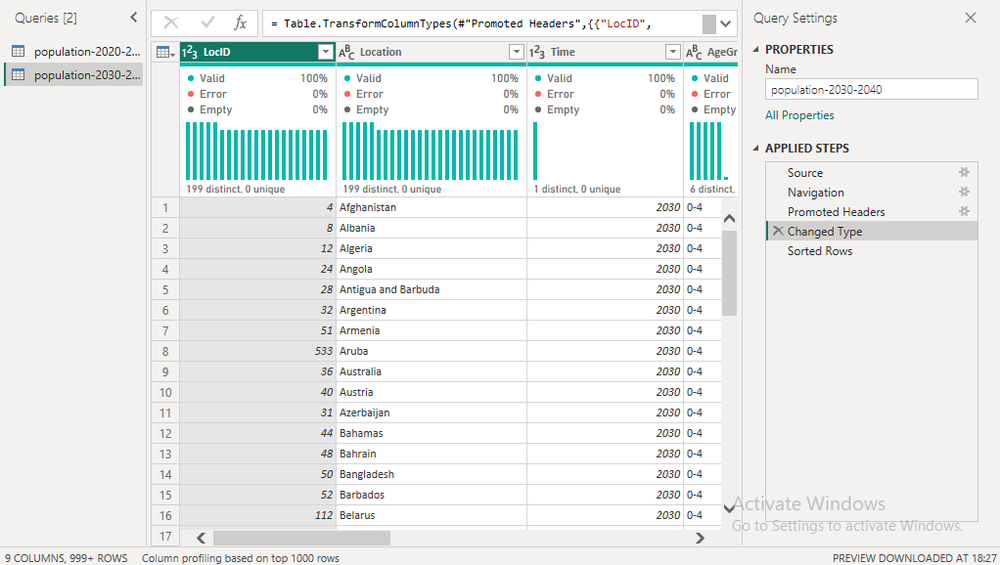 Queries [2]
population-2020-2...
population-2030-2...
fx
= Table.TransformColumnTypes(#"Promoted Headers",{{"LocID",
1²3 LocID
ABC Location
1²3 Time
ABC AgeGr
Valid 100%
Error 0%
Empty 0%
199 distinct, 0 unique
Valid 100%
Error 0%
Empty 0%
199 distinct, 0 unique
Valid 100%
Error 0%
Empty 0%
1 distinct, 0 unique
Valid
Error
Empty
6 distinct,
1 4 Afghanistan 2030 0-4
2 8 Albania 2030 0-4
3 12 Algeria 2030 0-4
4 24 Angola 2030 0-4
5 28 Antigua and Barbuda 2030 0-4
6 32 Argentina 2030 0-4
7 51 Armenia 2030 0-4
8 533 Aruba 2030 0-4
9 36 Australia 2030 0-4
10 40 Austria 2030 0-4
11 31 Azerbaijan 2030 0-4
12 44 Bahamas 2030 0-4
13 48 Bahrain 2030 0-4
14 50 Bangladesh 2030 0-4
15 52 Barbados 2030 0-4
16 112 Belarus 2030 0-4
17
Query Settings
PROPERTIES
Name
population-2030-2040
All Properties
APPLIED STEPS
Source
Navigation
Promoted Headers
Changed Type
Sorted Rows
Activate Windows
Go to Settings to activate Windows.
9 COLUMNS, 999+ ROWS
Column profiling based on top 1000 rows
PREVIEW DOWNLOADED AT 18:27